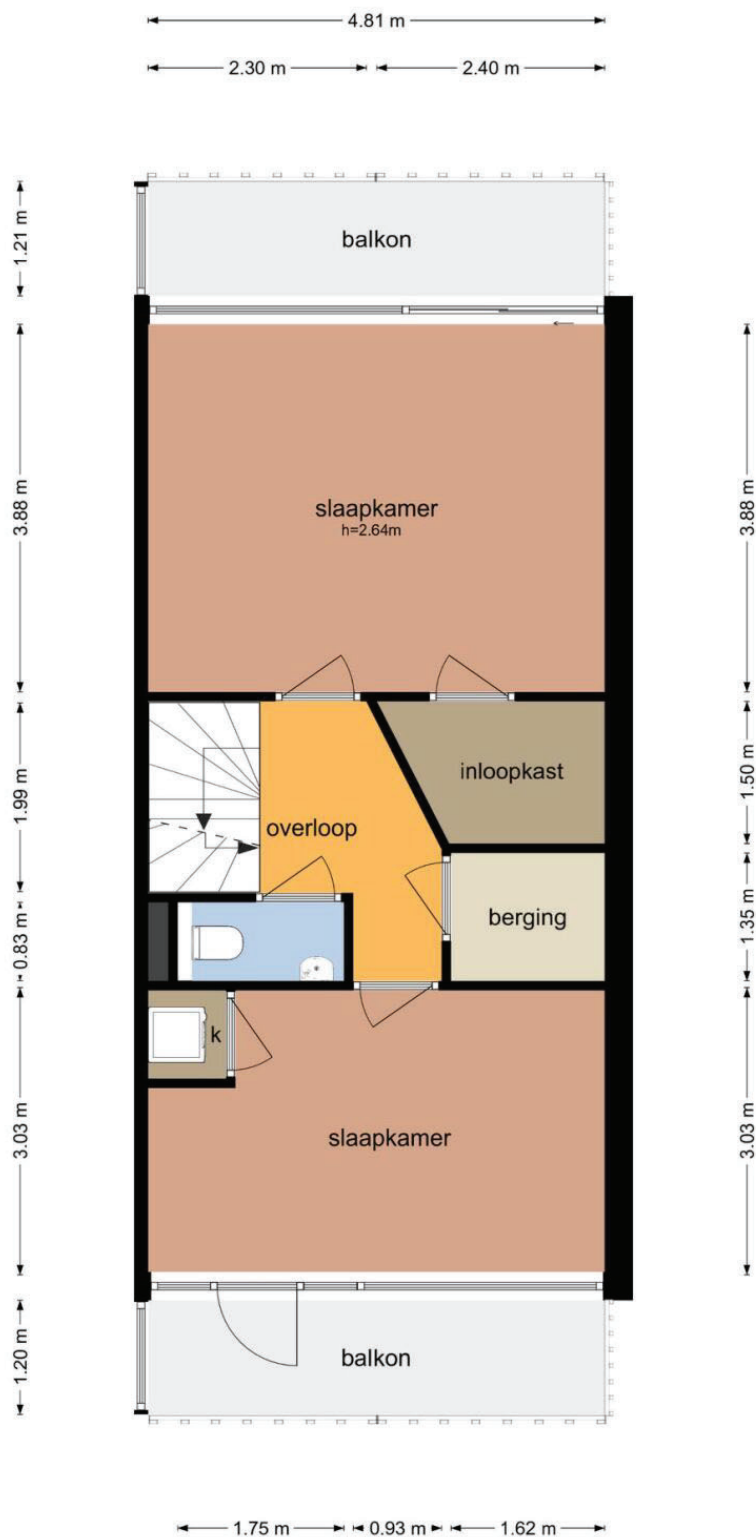 4.81 m
2.30 m
2.40 m
1.21 m
balkon
3.88 m
3.88 m
slaapkamer
h=2.64m
1.99 m
1.50 m
inloopkast
overloop
0.83 m
1.35 m
berging
k
3.03 m
3.03 m
slaapkamer
1.20 m
balkon
1.75 m
0.93 m
1.62 m